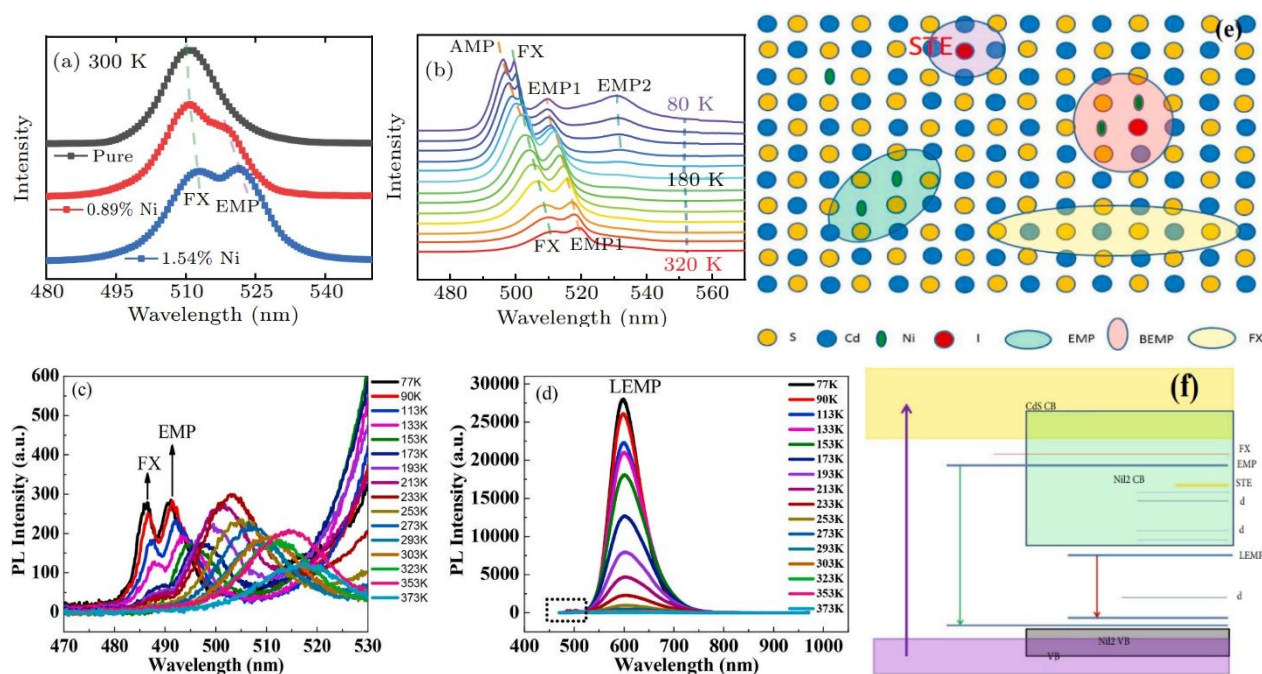 (a) 300 K
Intensity
Pure
0.89% Ni
1.54% Ni
FX
EMP
480 495 510 525 540
Wavelength (nm)
(b)
AMP
FX
EMP1
EMP2
80 K
180 K
320 K
FX
EMP1
Intensity
480 500 520 540 560
Wavelength (nm)
(e)
STE
S Cd Ni I EMP BEMP FX
(c)
FX
EMP
PL Intensity (a.u.)
600
500
400
300
200
100
0
470 480 490 500 510 520 530
Wavelength (nm)
77K
90K
113K
133K
153K
173K
193K
213K
233K
253K
273K
293K
303K
323K
353K
373K
(d)
LEMP
PL Intensity (a.u.)
30000
25000
20000
15000
10000
5000
0
400 500 600 700 800 900 1000
Wavelength (nm)
77K
90K
113K
133K
153K
173K
193K
213K
233K
253K
273K
293K
303K
323K
353K
373K
(f)
CdS CB
FX
EMP
NiI2 CB
STE
d
d
LEMP
d
NiI2 VB
VB